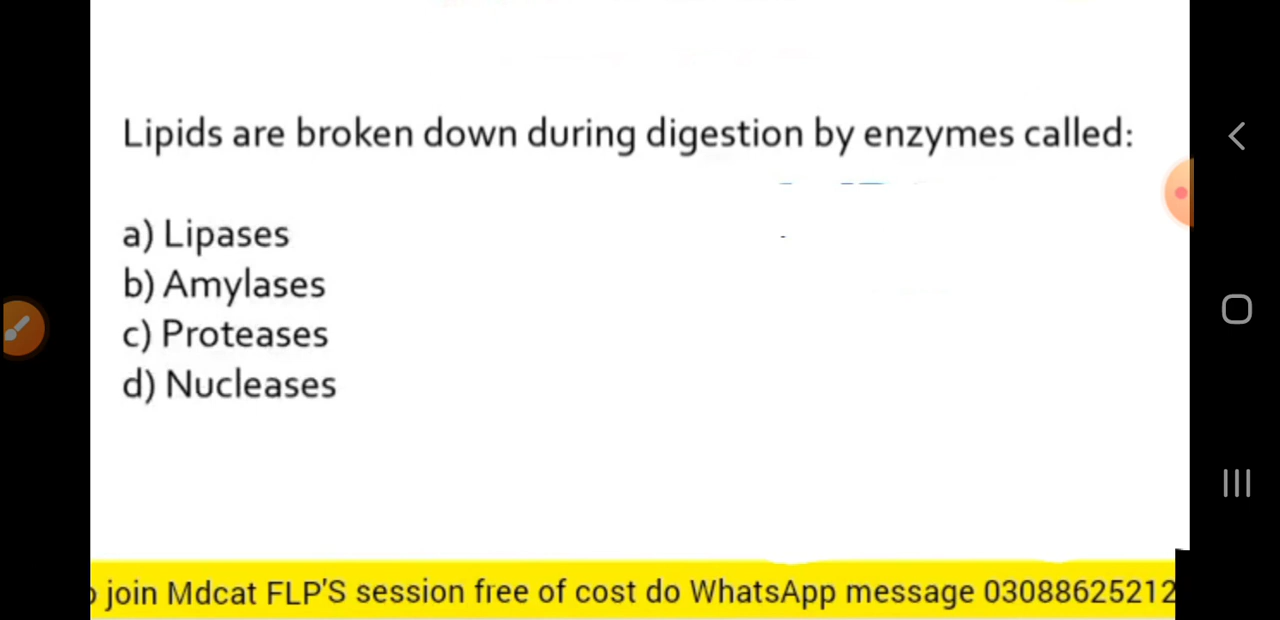 Lipids are broken down during digestion by enzymes called:
a) Lipases
b) Amylases
c) Proteases
d) Nucleases
join Mdcat FLP'S session free of cost do WhatsApp message 03088625212